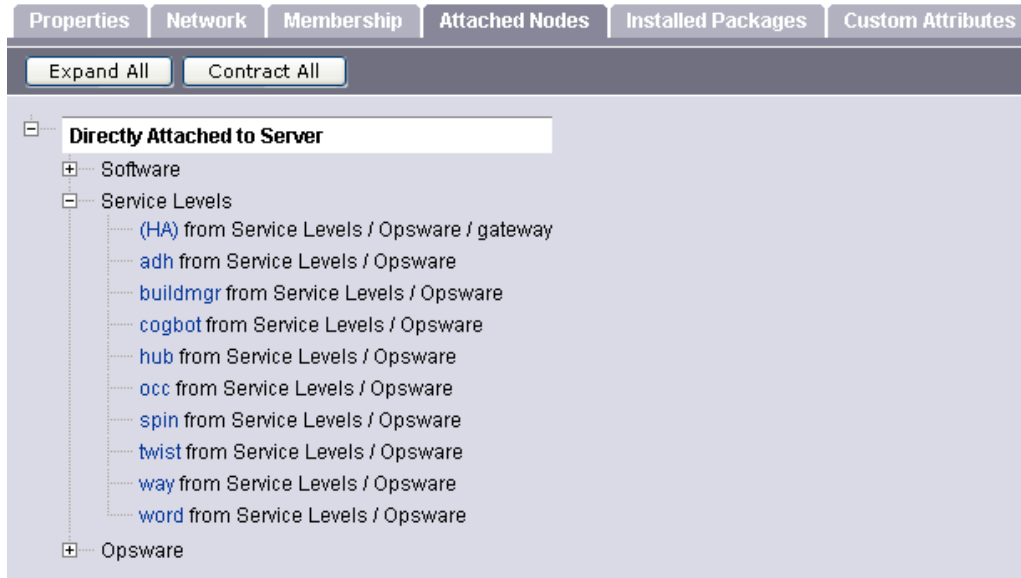 Properties Network Membership Attached Nodes Installed Packages Custom Attributes
Expand All Contract All
Directly Attached to Server
Software
Service Levels
(HA) from Service Levels / Opsware / gateway
adh from Service Levels / Opsware
buildmgr from Service Levels / Opsware
cogbot from Service Levels / Opsware
hub from Service Levels / Opsware
occ from Service Levels / Opsware
spin from Service Levels / Opsware
twist from Service Levels / Opsware
way from Service Levels / Opsware
word from Service Levels / Opsware
Opsware